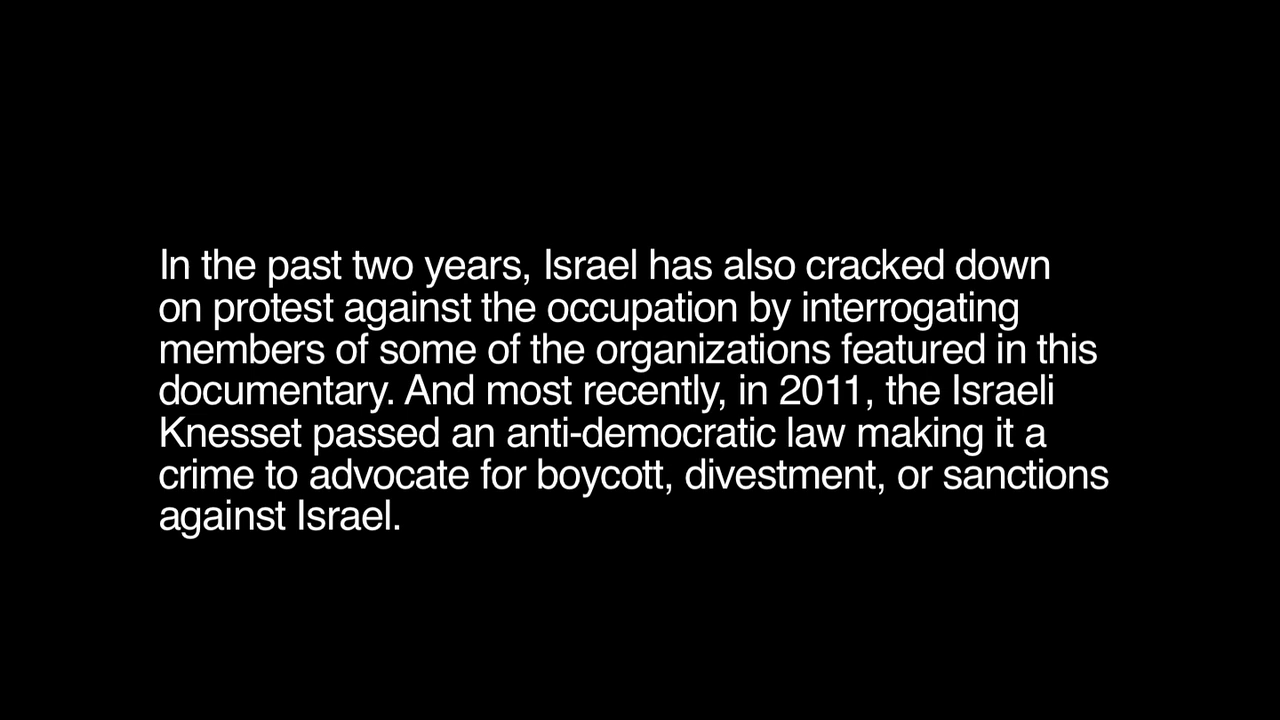 In the past two years, Israel has also cracked down
on protest against the occupation by interrogating
members of some of the organizations featured in this
documentary. And most recently, in 2011, the Israeli
Knesset passed an anti-democratic law making it a
crime to advocate for boycott, divestment, or sanctions
against Israel.